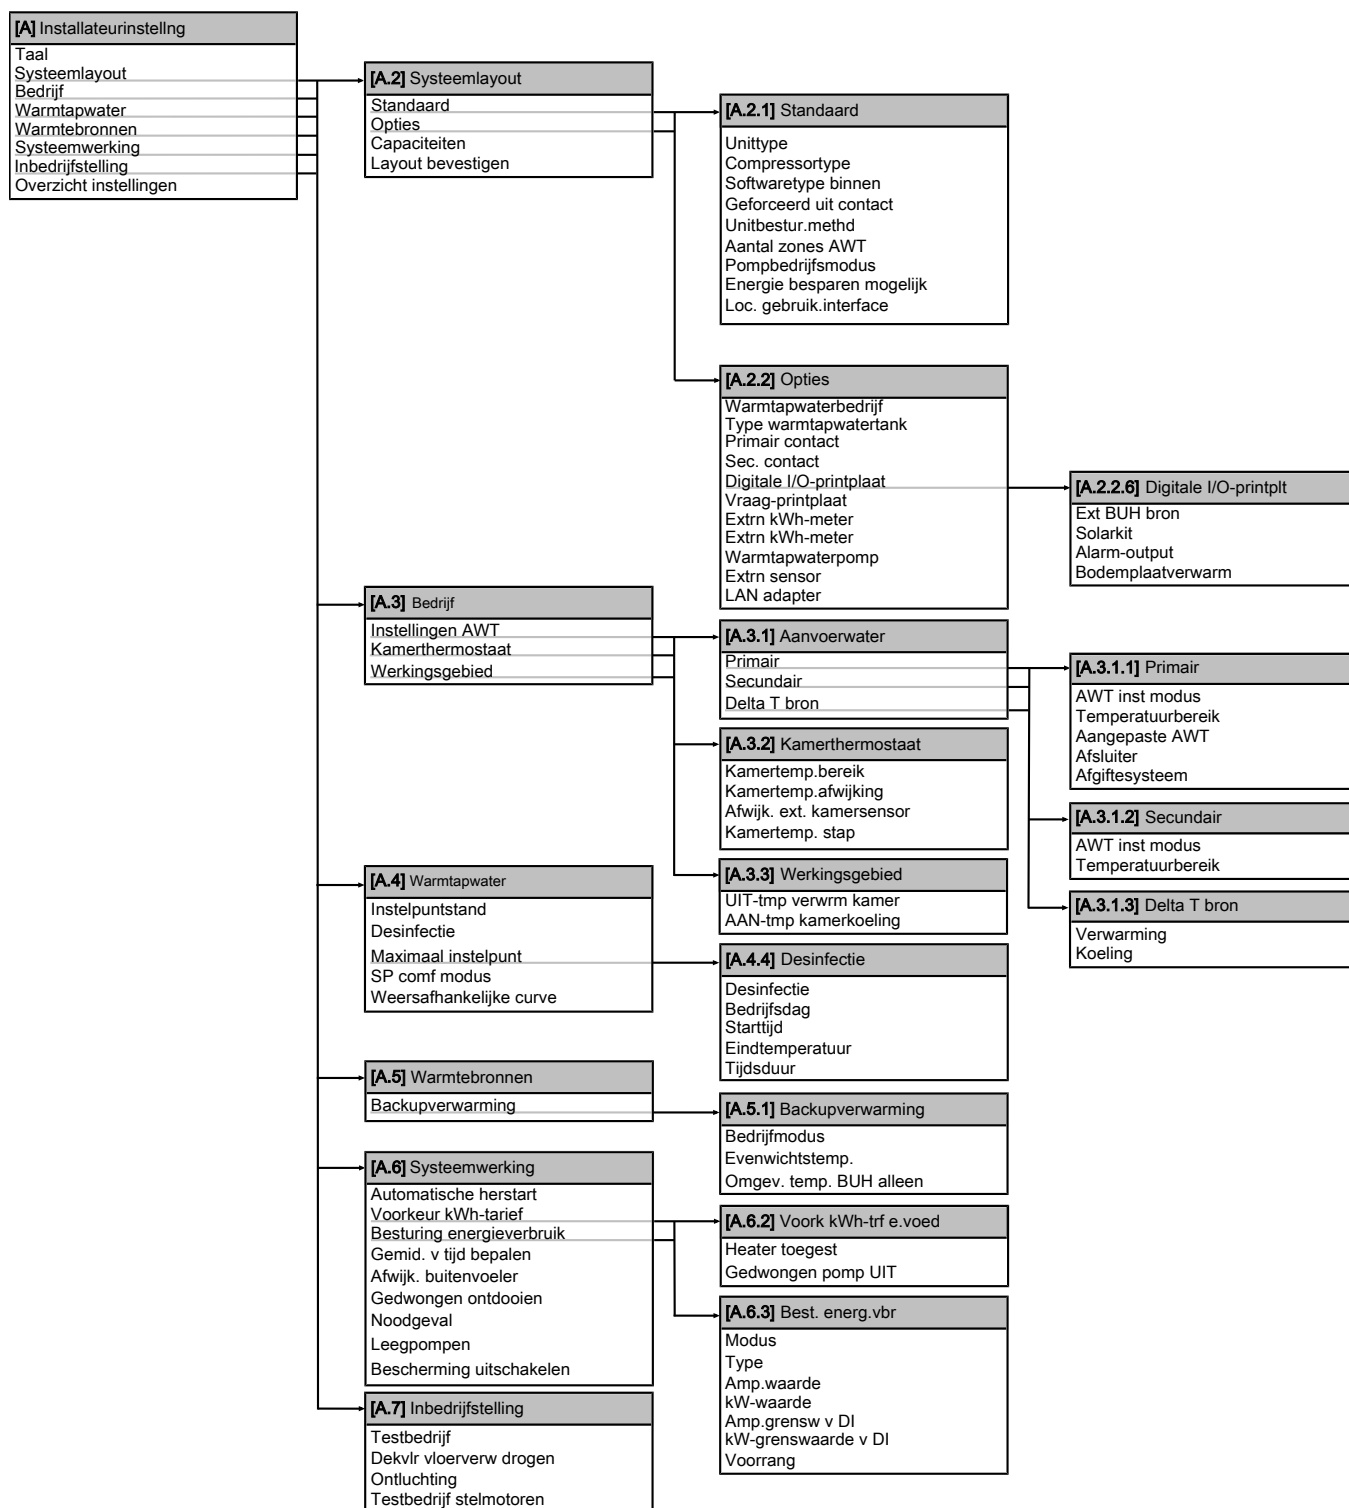 [A] Installateurinstellng
Taal
Systeemlayout
Bedrijf
Warmtapwater
Warmtebronnen
Systeemwerking
Inbedrijfstelling
Overzicht instellingen
[A.2] Systeemlayout
Standaard
Opties
Capaciteiten
Layout bevestigen
[A.2.1] Standaard
Unittype
Compressortype
Softwaretype binnen
Geforceerd uit contact
Unitbestur.methd
Aantal zones AWT
Pompbedrijfsmodus
Energie besparen mogelijk
Loc. gebruik.interface
[A.2.2] Opties
Warmtapwaterbedrijf
Type warmtapwatertank
Primair contact
Sec. contact
Digitale I/O-printplaat
Vraag-printplaat
Extrn kWh-meter
Extrn kWh-meter
Warmtapwaterpomp
Extrn sensor
LAN adapter
[A.2.2.6] Digitale I/O-printplt
Ext BUH bron
Solarkit
Alarm-output
Bodemplaatverwarm
[A.3] Bedrijf
Instellingen AWT
Kamerthermostaat
Werkingsgebied
[A.3.1] Aanvoerwater
Primair
Secundair
Delta T bron
[A.3.1.1] Primair
AWT inst modus
Temperatuurbereik
Aangepaste AWT
Afsluiter
Afgiftesysteem
[A.3.2] Kamerthermostaat
Kamertemp.bereik
Kamertemp.afwijking
Afwijk. ext. kamersensor
Kamertemp. stap
[A.3.1.2] Secundair
AWT inst modus
Temperatuurbereik
[A.3.3] Werkingsgebied
UIT-tmp verwrm kamer
AAN-tmp kamerkoeling
[A.3.1.3] Delta T bron
Verwarming
Koeling
[A.4] Warmtapwater
Instelpuntstand
Desinfectie
Maximaal instelpunt
SP comf modus
Weersafhankelijke curve
[A.4.4] Desinfectie
Desinfectie
Bedrijfsdag
Starttijd
Eindtemperatuur
Tijdsduur
[A.5] Warmtebronnen
Backupverwarming
[A.5.1] Backupverwarming
Bedrijfmodus
Evenwichtstemp.
Omgev. temp. BUH alleen
[A.6] Systeemwerking
Automatische herstart
Voorkeur kWh-tarief
Besturing energieverbruik
Gemid. v tijd bepalen
Afwijk. buitenvoeler
Gedwongen ontdooien
Noodgeval
Leegpompen
Bescherming uitschakelen
[A.6.2] Voork kWh-trf e.voed
Heater toegest
Gedwongen pomp UIT
[A.6.3] Best. energ.vbr
Modus
Type
Amp.waarde
kW-waarde
Amp.grensw v DI
kW-grenswaarde v DI
Voorrang
[A.7] Inbedrijfstelling
Testbedrijf
Dekvlr vloerverw drogen
Ontluchting
Testbedrijf stelmotoren